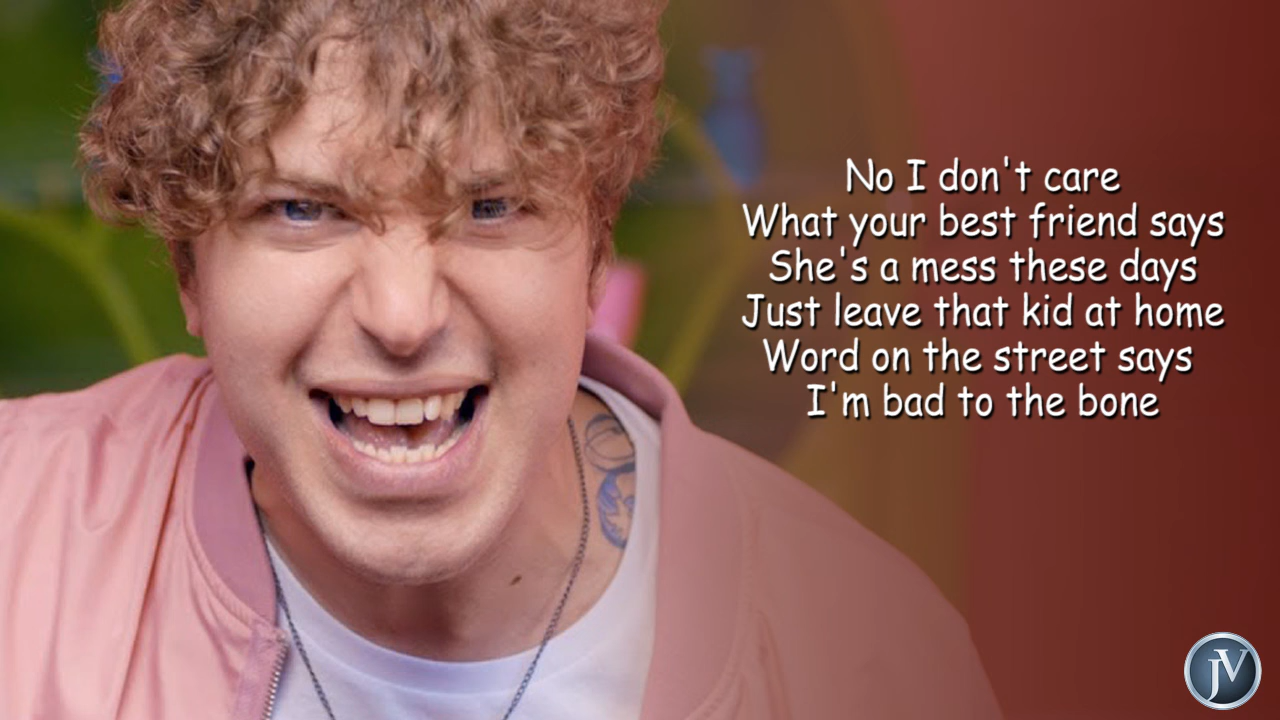 No I don't care
What your best friend says
She's a mess these days
Just leave that kid at home
Word on the street says
I'm bad to the bone
JV